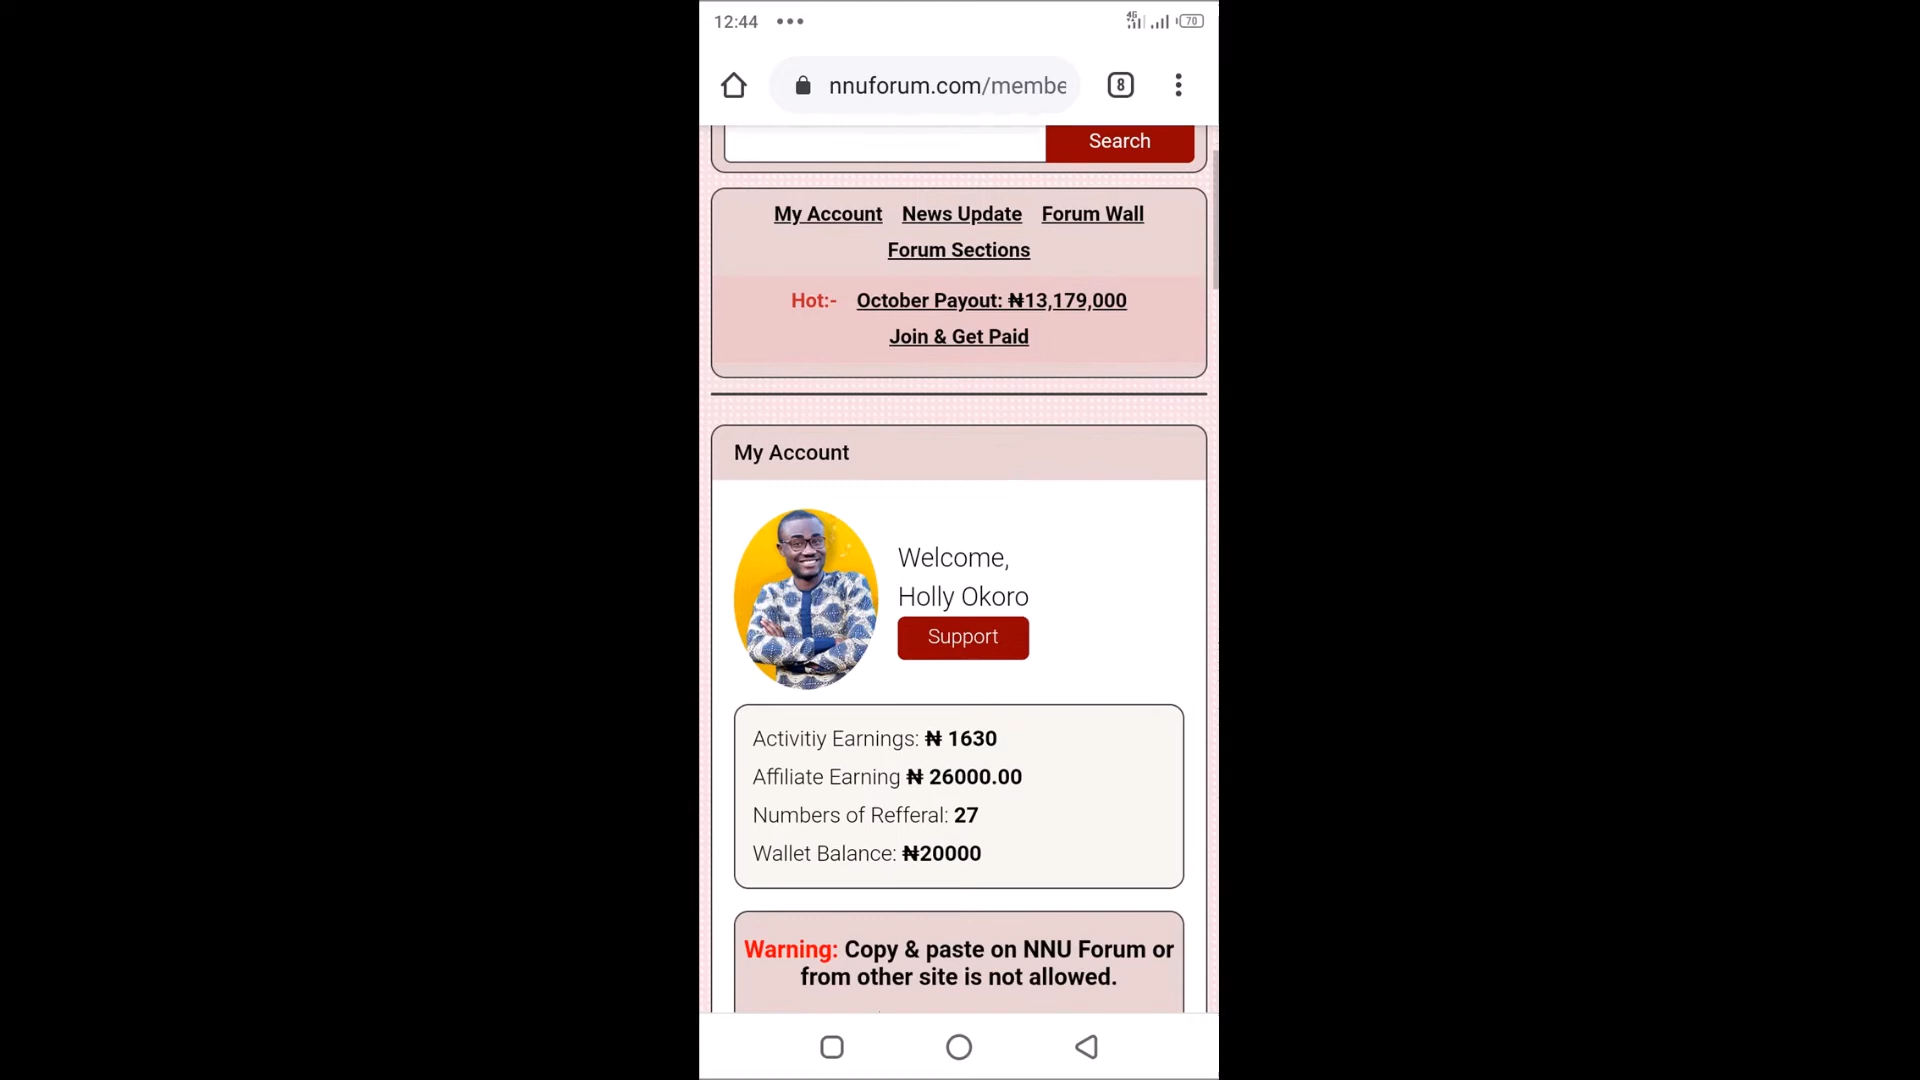 12:44
4G
70
nnuforum.com/membe
8
Search
My Account News Update Forum Wall
Forum Sections
Hot:- October Payout: ₦13,179,000
Join & Get Paid
My Account
Welcome,
Holly Okoro
Support
Activitiy Earnings: ₦ 1630
Affiliate Earning ₦ 26000.00
Numbers of Refferal: 27
Wallet Balance: ₦20000
Warning: Copy & paste on NNU Forum or
from other site is not allowed.